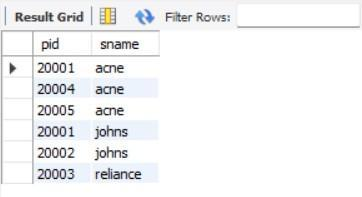 Result Grid Filter Rows:
pid sname
20001 acne
20004 acne
20005 acne
20001 johns
20002 johns
20003 reliance